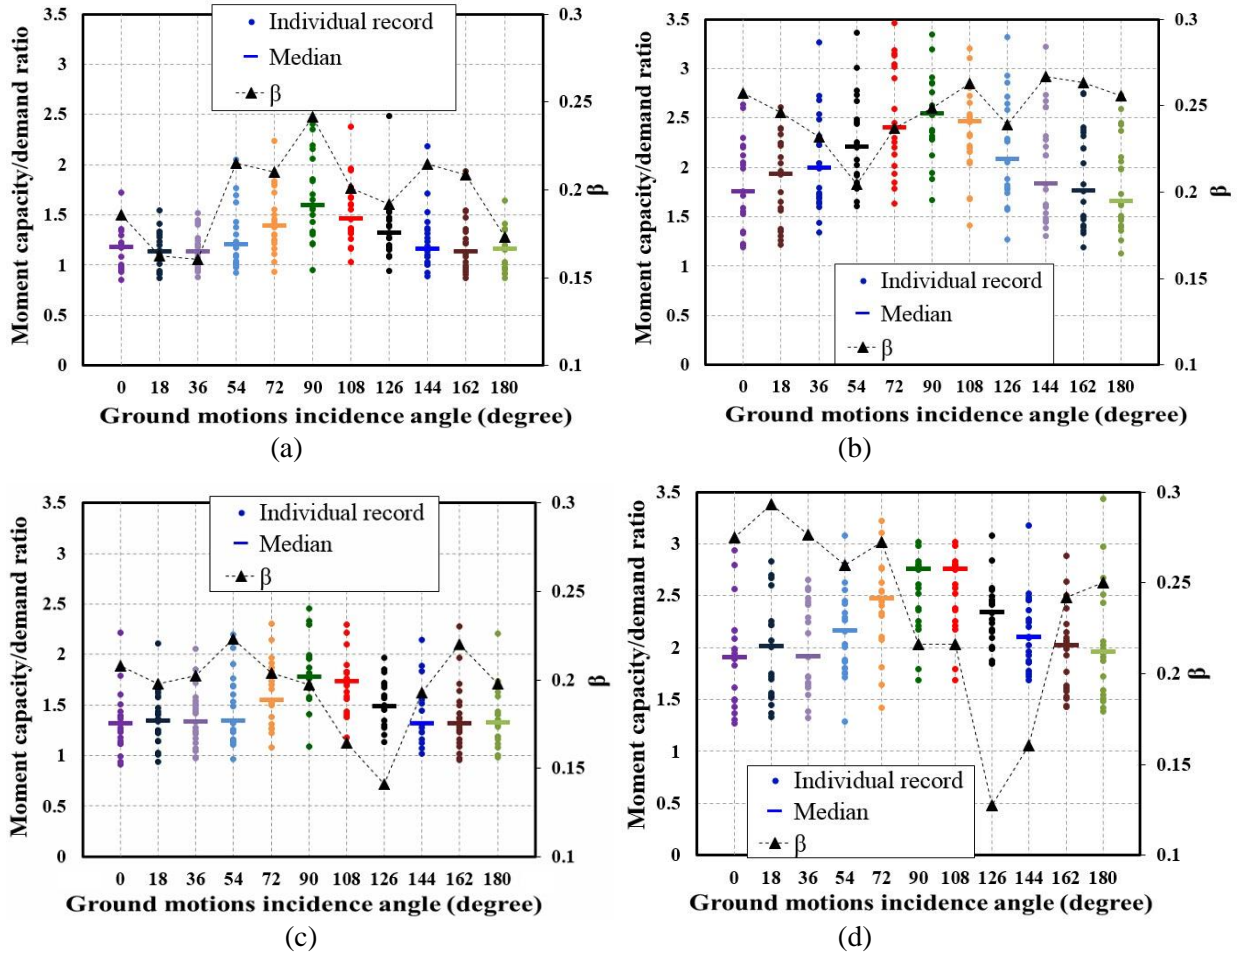 Moment capacity/demand ratio
3.5
3
2.5
2
1.5
1
0.5
0
Individual record
Median
β
0.3
0.25
0.2
0.15
0.1
β
0 18 36 54 72 90 108 126 144 162 180
Ground motions incidence angle (degree)
(a)
Moment capacity/demand ratio
3.5
3
2.5
2
1.5
1
0.5
0
Individual record
Median
β
0.3
0.25
0.2
0.15
0.1
β
0 18 36 54 72 90 108 126 144 162 180
Ground motions incidence angle (degree)
(b)
Moment capacity/demand ratio
3.5
3
2.5
2
1.5
1
0.5
0
Individual record
Median
β
0.3
0.25
0.2
0.15
0.1
β
0 18 36 54 72 90 108 126 144 162 180
Ground motions incidence angle (degree)
(c)
Moment capacity/demand ratio
3.5
3
2.5
2
1.5
1
0.5
0
Individual record
Median
β
0.3
0.25
0.2
0.15
0.1
β
0 18 36 54 72 90 108 126 144 162 180
Ground motions incidence angle (degree)
(d)